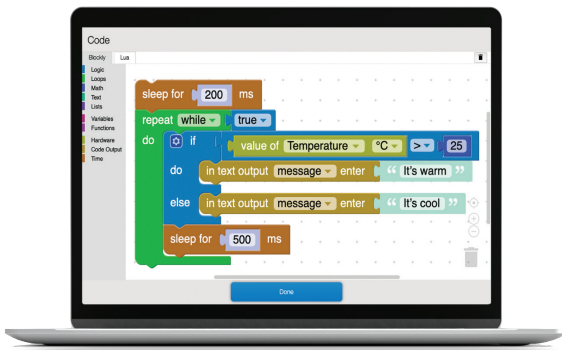 Code
Blockly Lua
Logic
Loops
Math
Text
Lists
Variables
Functions
Hardware
Code Output
Time
sleep for 200 ms
repeat while true
do if value of Temperature °C > 25
do in text output message enter “ It's warm ”
else in text output message enter “ It's cool ”
sleep for 500 ms
Done